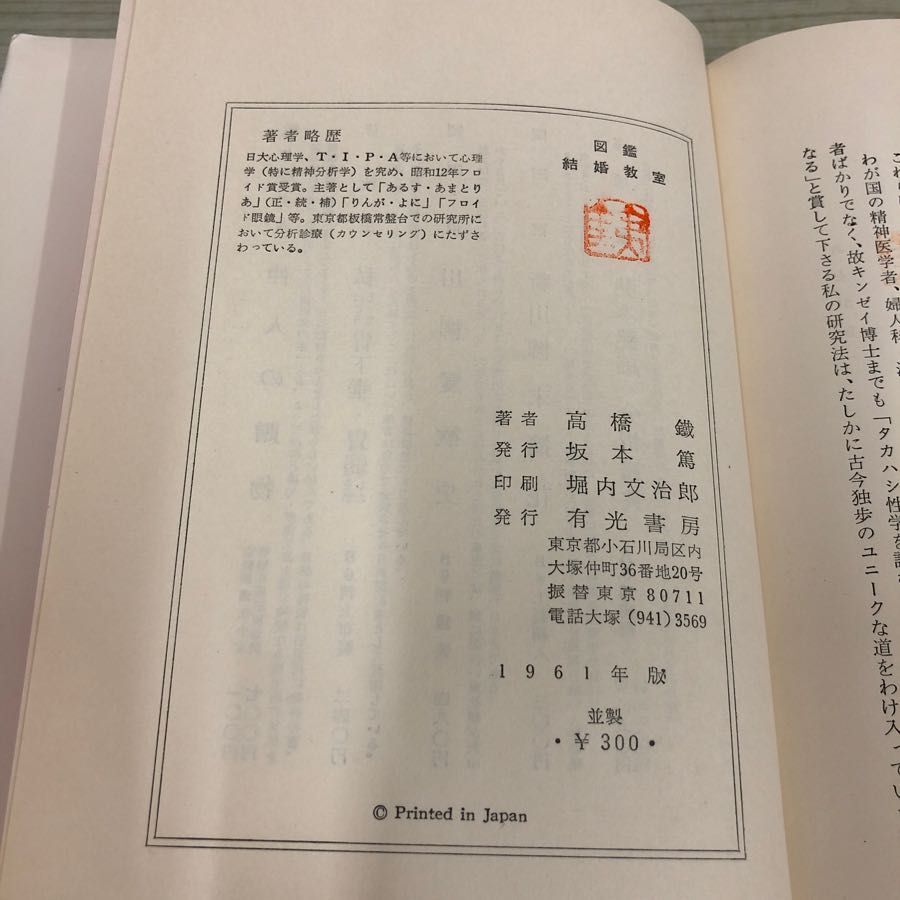 著者略歴
日大心理学、T・I・P・A等において心理
学（特に精神分析学）を究め、昭和12年フロ
イド賞受賞。主著として「あるす・あまとり
あ」（正・続・補）「りんが・よに」「フロイ
ド眼鏡」等。東京都板橋常盤台での研究所に
おいて分析診療（カウンセリング）にたずさ
わっている。
図鑑
結婚教室
著者 高橋鐵
発行 坂本篤
印刷 堀内文治郎
発行 有光書房
東京都小石川局区内
大塚仲町36番地20号
振替東京80711
電話大塚（941）3569
1961年版
並製
・¥300・
© Printed in Japan
わが国の精神医学者、婦人科
者ばかりでなく、故キンゼイ博士までも「タカハシ性学を
なる」と賞して下さる私の研究法は、たしかに古今独歩のユニークな道をわけ入ってい